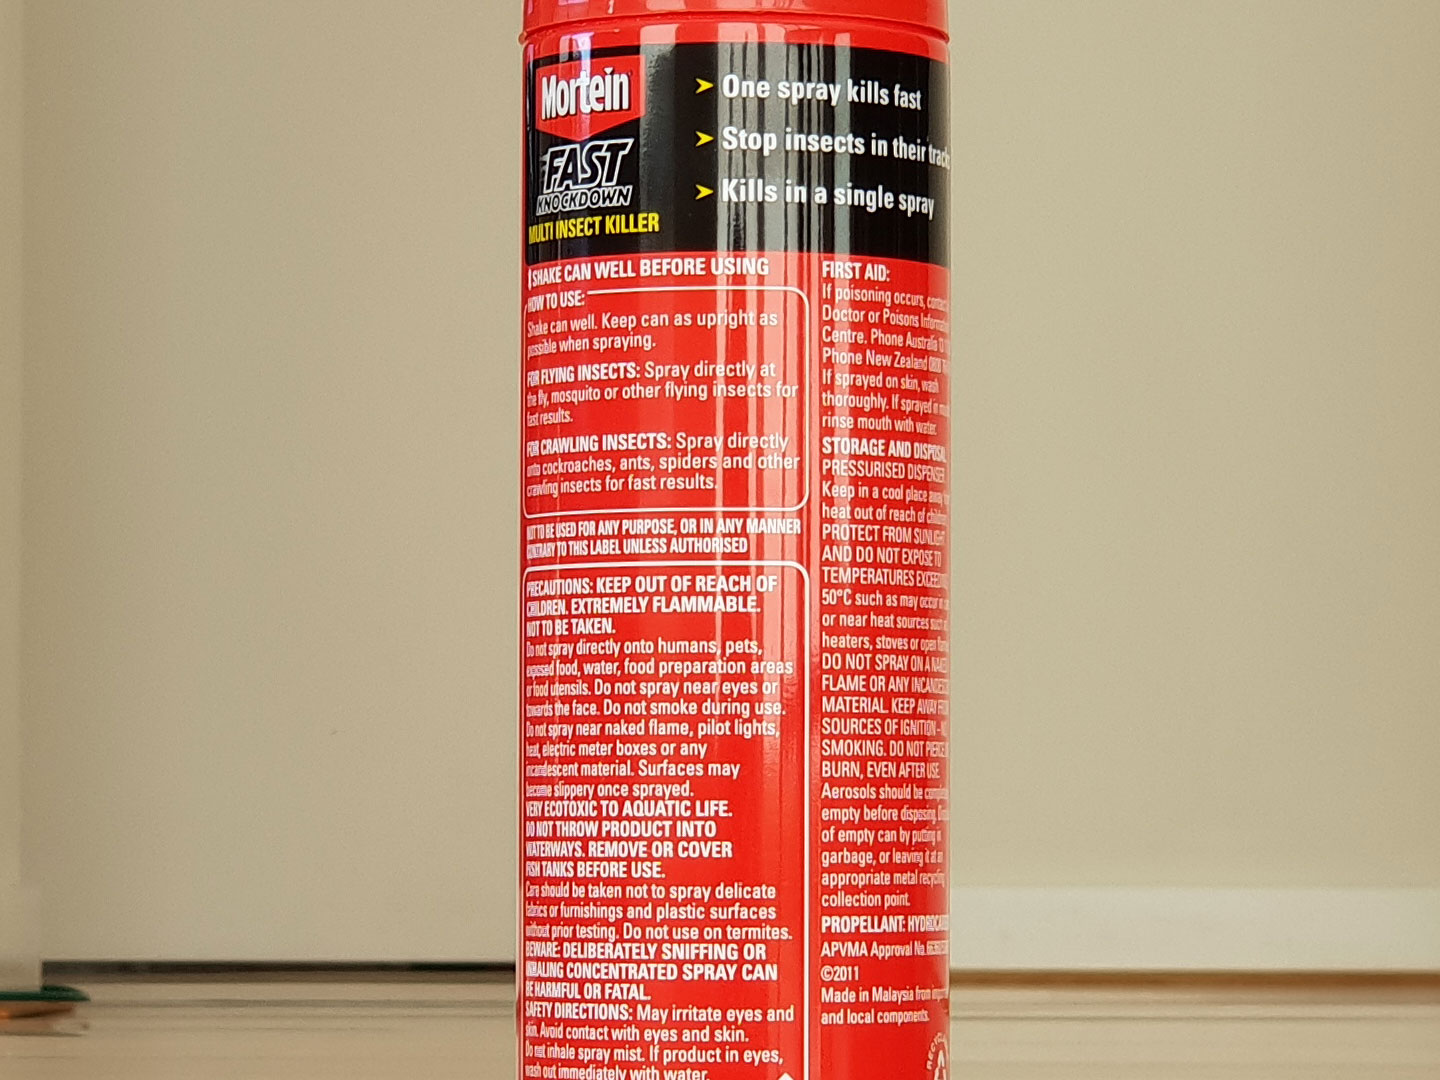 Mortein
FAST
KNOCKDOWN
MULTI INSECT KILLER
One spray kills fast
Stop insects in their
Kills in a single spray
SHAKE CAN WELL BEFORE USING
HOW TO USE:
Shake can well. Keep can as upright as
possible when spraying.
FOR FLYING INSECTS: Spray directly at
the fly, mosquito or other flying insects for
fast results.
FOR CRAWLING INSECTS: Spray directly
onto cockroaches, ants, spiders and other
crawling insects for fast results.
NOT TO BE USED FOR ANY PURPOSE, OR IN ANY MANNER
CONTRARY TO THIS LABEL UNLESS AUTHORISED
PRECAUTIONS: KEEP OUT OF REACH OF
CHILDREN. EXTREMELY FLAMMABLE.
NOT TO BE TAKEN.
Do not spray directly onto humans, pets,
exposed food, water, food preparation areas
or food utensils. Do not spray near eyes or
towards the face. Do not smoke during use.
Do not spray near naked flame, pilot lights,
heat, electric meter boxes or any
incandescent material. Surfaces may
become slippery once sprayed.
VERY ECOTOXIC TO AQUATIC LIFE.
DO NOT THROW PRODUCT INTO
WATERWAYS. REMOVE OR COVER
FISH TANKS BEFORE USE.
Care should be taken not to spray delicate
fabrics or furnishings and plastic surfaces
without prior testing. Do not use on termites.
BEWARE: DELIBERATELY SNIFFING OR
INHALING CONCENTRATED SPRAY CAN
BE HARMFUL OR FATAL.
SAFETY DIRECTIONS: May irritate eyes and
skin. Avoid contact with eyes and skin.
Do not inhale spray mist. If product in eyes,
wash out immediately with water.
FIRST AID:
If poisoning occurs,
Doctor or Poisons
Centre. Phone Australia
Phone New Zealand
If sprayed on skin, wash
thoroughly. If sprayed in
rinse mouth with water.
STORAGE AND DISPOSAL
PRESSURISED DISPENSER
Keep in a cool place away
heat out of reach of
PROTECT FROM SUNLIGHT
AND DO NOT EXPOSE TO
TEMPERATURES
50°C such as may occur in
or near heat sources such
heaters, stoves or open
DO NOT SPRAY ON A
FLAME OR ANY
MATERIAL. KEEP AWAY
SOURCES OF IGNITION -
SMOKING. DO NOT PIERCE
BURN, EVEN AFTER USE.
Aerosols should be
empty before disposing.
of empty can by putting in
garbage, or leaving it at an
appropriate metal recycling
collection point.
PROPELLANT:
APVMA Approval No.
©2011
Made in Malaysia from
and local components.